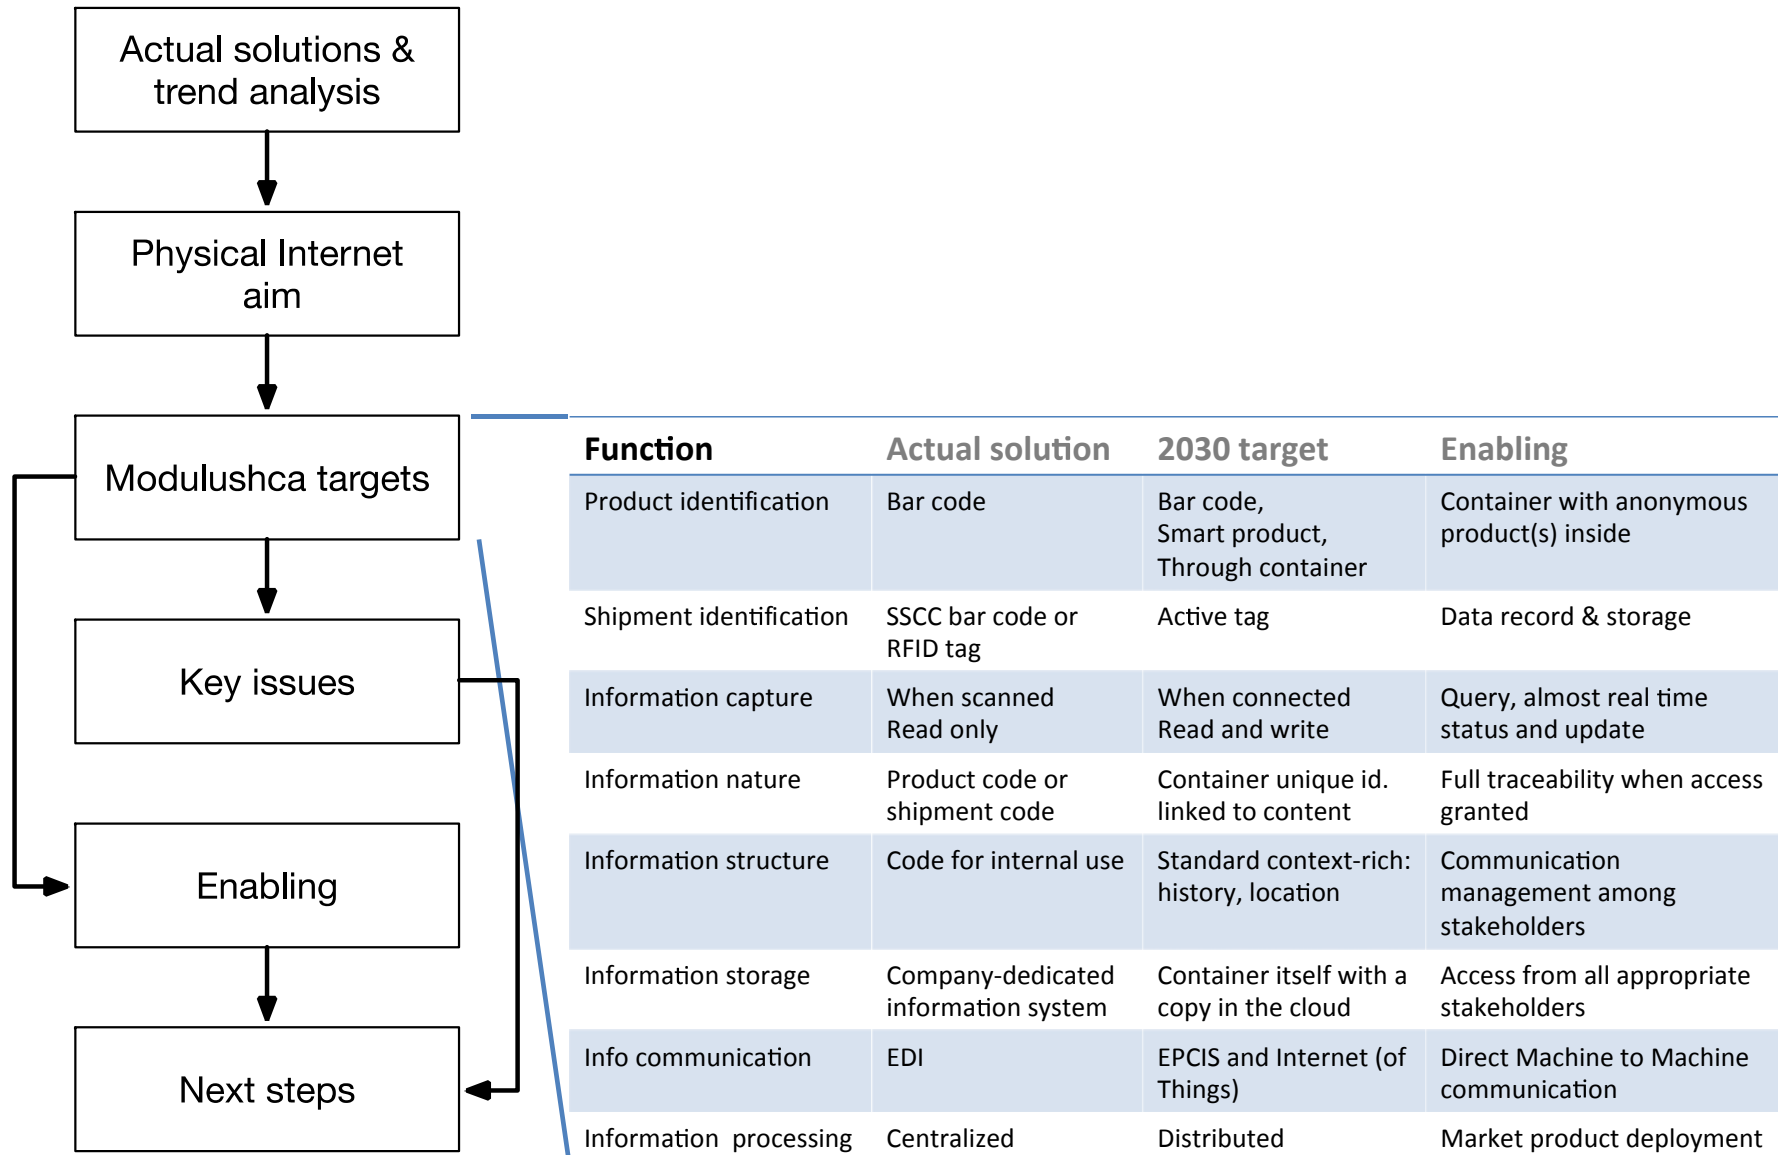 Actual solutions &
trend analysis
Physical Internet
aim
Modulushca targets
Key issues
Enabling
Next steps
Function Actual solution 2030 target Enabling
Product identification Bar code Bar code, Container with anonymous
Smart product, product(s) inside
Through container
Shipment identification SSCC bar code or Active tag Data record & storage
RFID tag
Information capture When scanned When connected Query, almost real time
Read only Read and write status and update
Information nature Product code or Container unique id. Full traceability when access
shipment code linked to content granted
Information structure Code for internal use Standard context-rich: Communication
history, location management among
stakeholders
Information storage Company-dedicated Container itself with a Access from all appropriate
information system copy in the cloud stakeholders
Info communication EDI EPCIS and Internet (of Direct Machine to Machine
Things) communication
Information processing Centralized Distributed Market product deployment